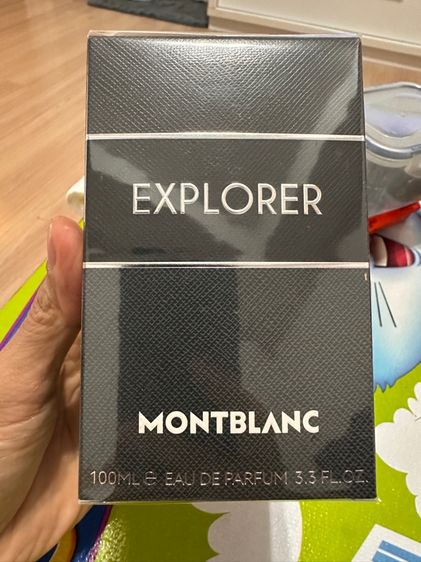 EXPLORER
MONTBLANC
100ML ℮ EAU DE PARFUM 3.3 FL.OZ.